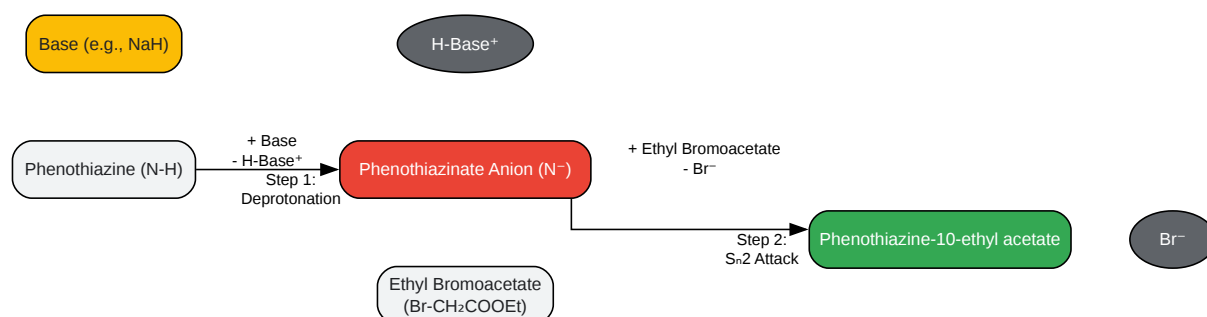 Base (e.g., NaH)
H-Base⁺
Phenothiazine (N-H)
+ Base
- H-Base⁺
Step 1:
Deprotonation
Phenothiazinate Anion (N⁻)
+ Ethyl Bromoacetate
- Br⁻
Step 2:
Sₙ2 Attack
Phenothiazine-10-ethyl acetate
Br⁻
Ethyl Bromoacetate
(Br-CH₂COOEt)